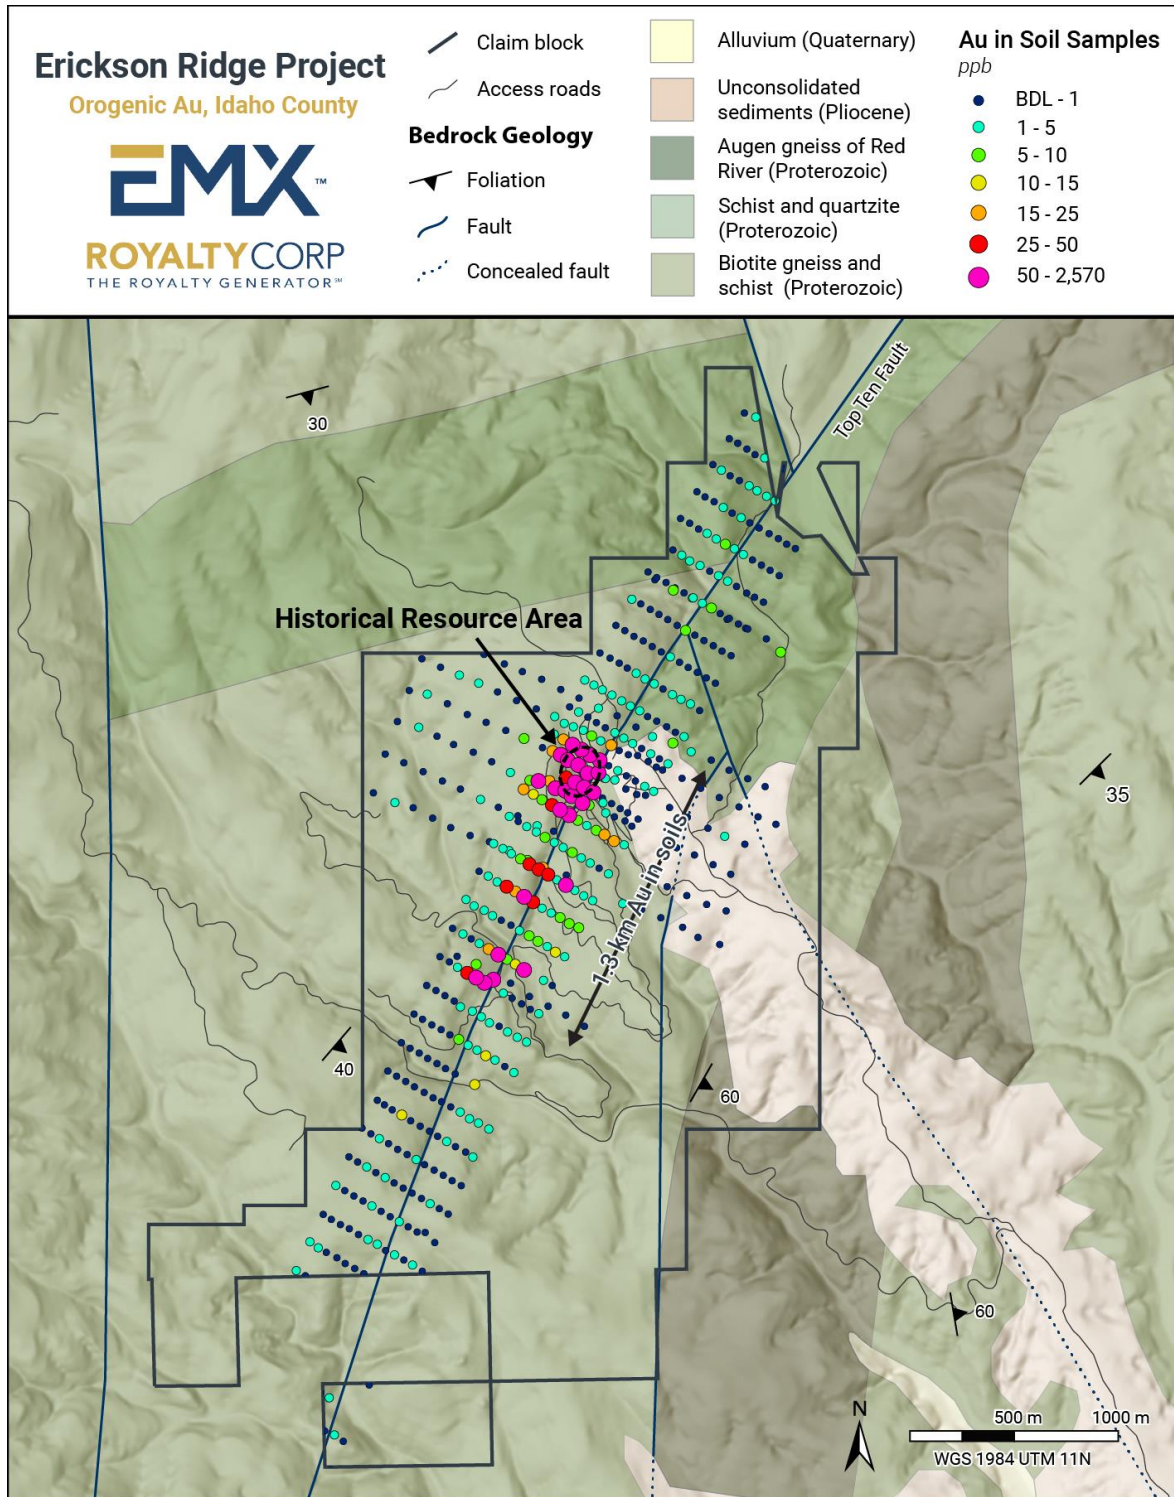 Erickson Ridge Project
Orogenic Au, Idaho County
EMX™
ROYALTYCORP
THE ROYALTY GENERATOR℠
Claim block
Access roads
Bedrock Geology
Foliation
Fault
Concealed fault
Alluvium (Quaternary)
Unconsolidated
sediments (Pliocene)
Augen gneiss of Red
River (Proterozoic)
Schist and quartzite
(Proterozoic)
Biotite gneiss and
schist (Proterozoic)
Au in Soil Samples
ppb
BDL - 1
1 - 5
5 - 10
10 - 15
15 - 25
25 - 50
50 - 2,570
Top Ten Fault
30
Historical Resource Area
35
1.3 km Au-in-soils
40
60
60
N
500 m 1000 m
WGS 1984 UTM 11N